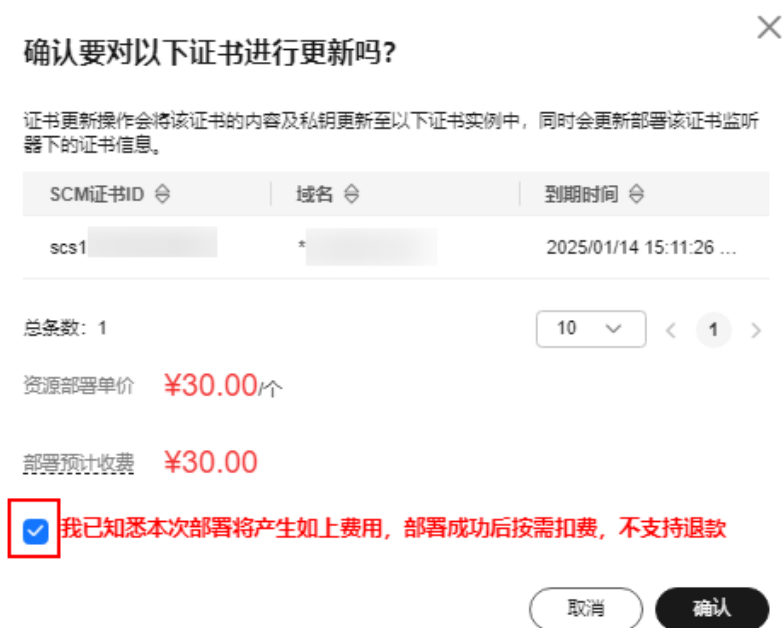 确认要对以下证书进行更新吗?
证书更新操作会将该证书的内容及私钥更新至以下证书实例中，同时会更新部署该证书监听
器下的证书信息。
SCM证书ID 域名 到期时间
scs1 * 2025/01/14 15:11:26 ...
总条数：1 10 1
资源部署单价 ¥30.00/个
部署预计收费 ¥30.00
我已知悉本次部署将产生如上费用，部署成功后按需扣费，不支持退款
取消 确认